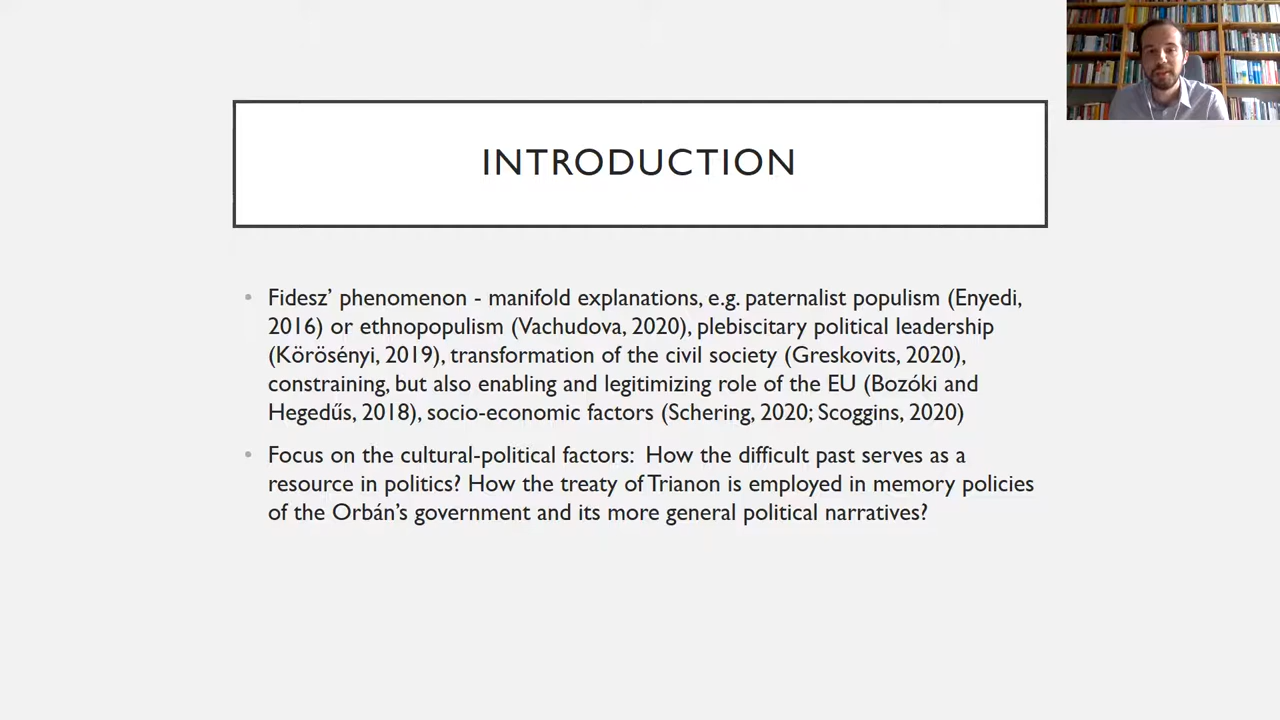 INTRODUCTION
Fidesz’ phenomenon - manifold explanations, e.g. paternalist populism (Enyedi,
2016) or ethnopopulism (Vachudova, 2020), plebiscitary political leadership
(Körösényi, 2019), transformation of the civil society (Greskovits, 2020),
constraining, but also enabling and legitimizing role of the EU (Bozóki and
Hegedűs, 2018), socio-economic factors (Schering, 2020; Scoggins, 2020)
Focus on the cultural-political factors: How the difficult past serves as a
resource in politics? How the treaty of Trianon is employed in memory policies
of the Orbán’s government and its more general political narratives?